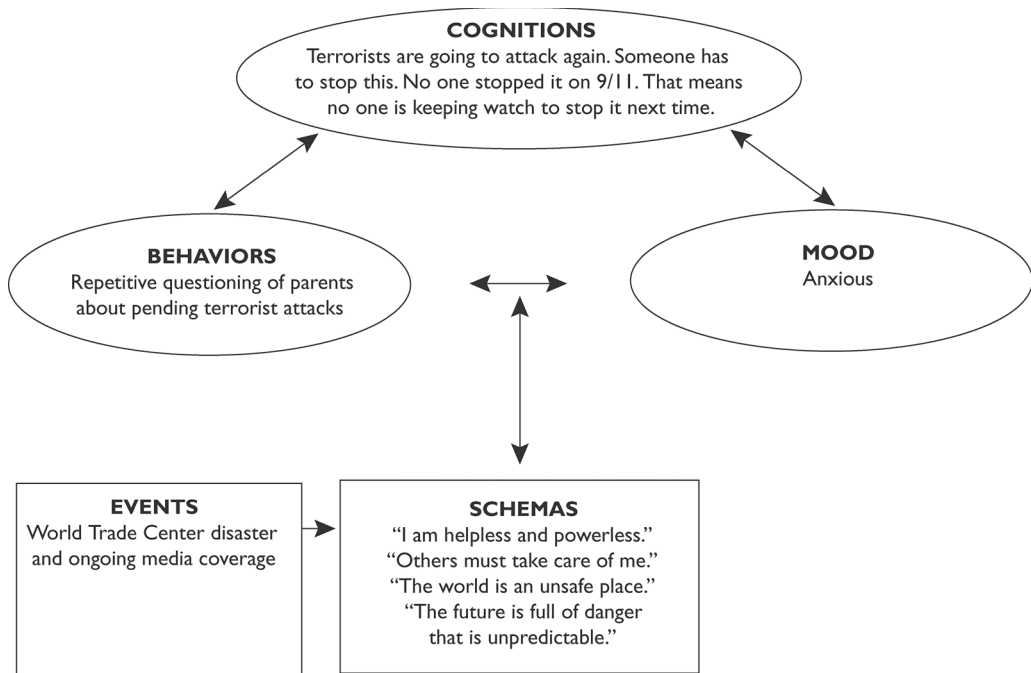 COGNITIONS
Terrorists are going to attack again. Someone has
to stop this. No one stopped it on 9/11. That means
no one is keeping watch to stop it next time.
BEHAVIORS
Repetitive questioning of parents
about pending terrorist attacks
MOOD
Anxious
EVENTS
World Trade Center disaster
and ongoing media coverage
SCHEMAS
“I am helpless and powerless.”
“Others must take care of me.”
“The world is an unsafe place.”
“The future is full of danger
that is unpredictable.”